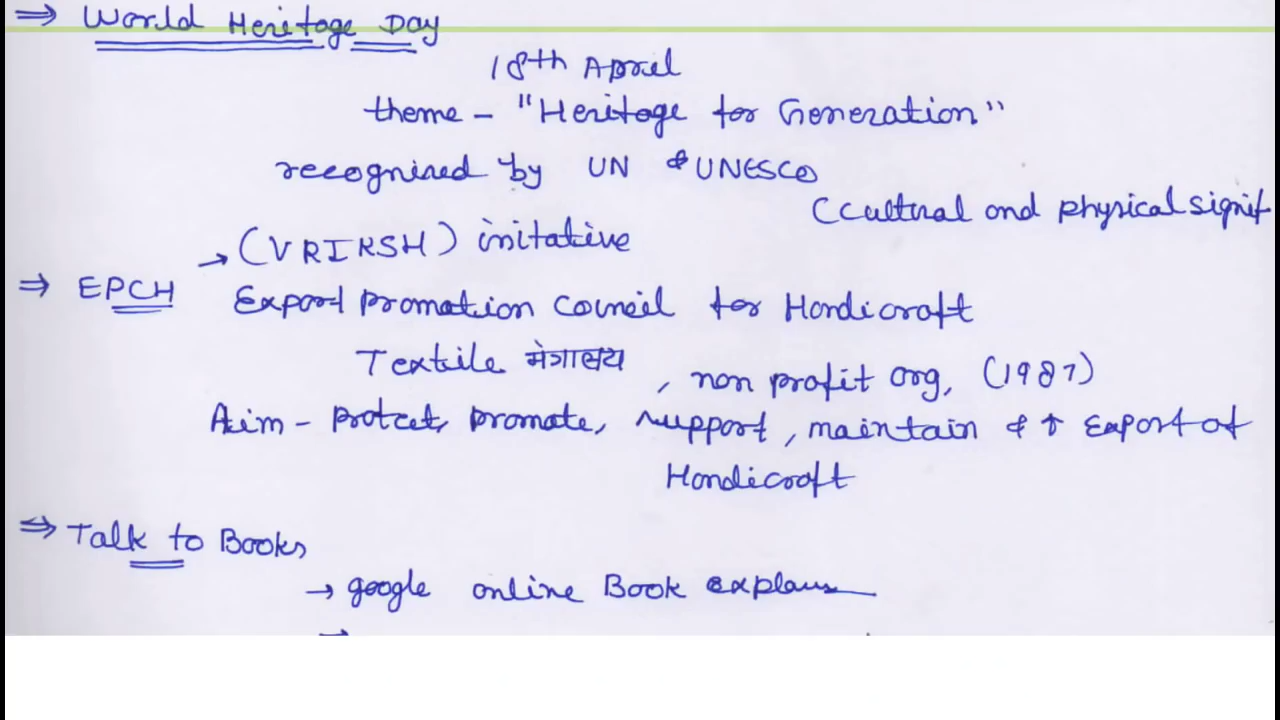 ⇒ World Heritage Day
18th April
theme - "Heritage for Generation"
recognized by UN & UNESCO
(Cultural and physical signif
→ (VRIKSH) initative
⇒ EPCH
Export Promotion Council for Handicraft
Textile मंत्रालय , non profit org, (1987)
Aim - Protect, promote, support, maintain & ↑ Export of
Handicraft
⇒ Talk to Books
→ google online Book
→